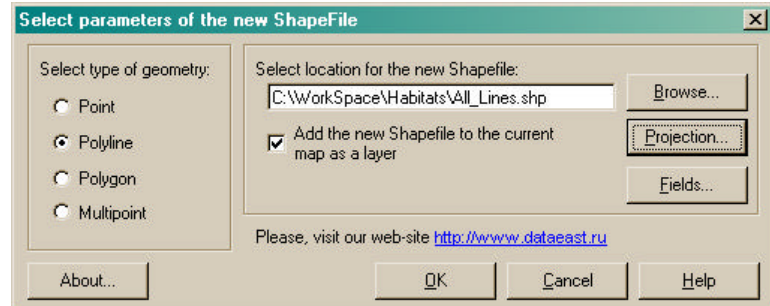 Select parameters of the new ShapeFile
Select type of geometry:
Point
Polyline
Polygon
Multipoint
Select location for the new Shapefile:
C:\WorkSpace\Habitats\All_Lines.shp
Browse...
Add the new Shapefile to the current
map as a layer
Projection...
Fields...
Please, visit our web-site http://www.dataeast.ru
About...
OK
Cancel
Help